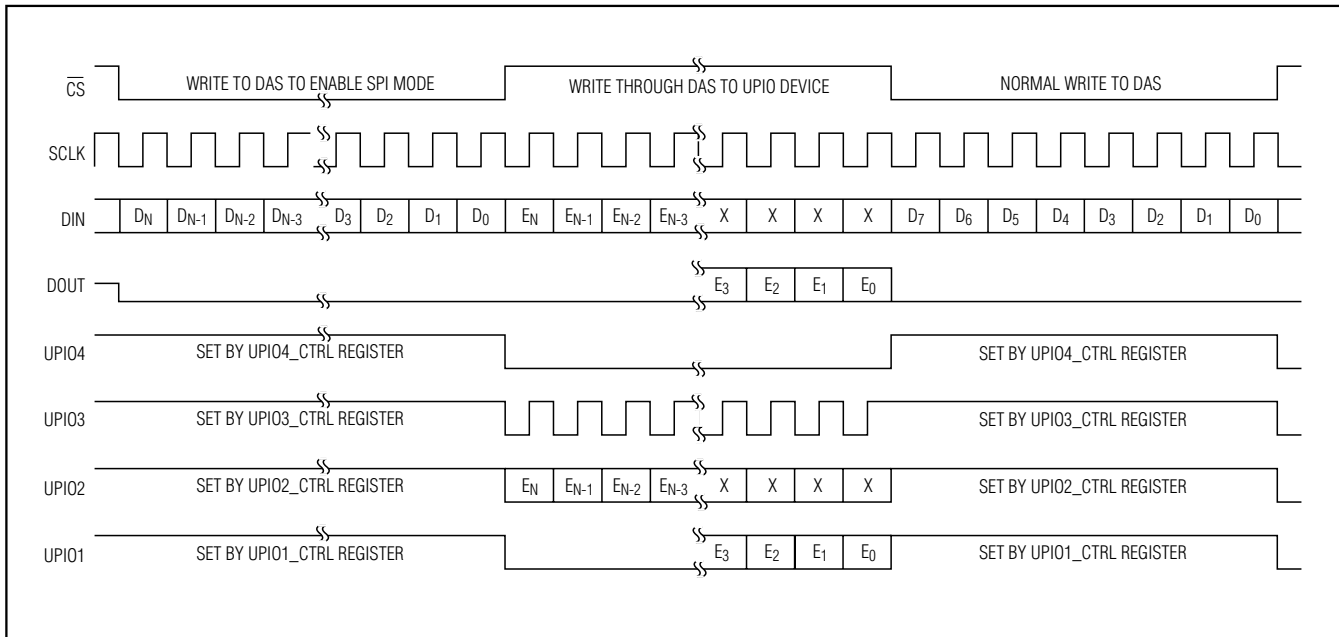 CS WRITE TO DAS TO ENABLE SPI MODE WRITE THROUGH DAS TO UPIO DEVICE NORMAL WRITE TO DAS
SCLK
DIN DN DN-1 DN-2 DN-3 D3 D2 D1 D0 EN EN-1 EN-2 EN-3 X X X X D7 D6 D5 D4 D3 D2 D1 D0
DOUT E3 E2 E1 E0
UPIO4 SET BY UPIO4_CTRL REGISTER SET BY UPIO4_CTRL REGISTER
UPIO3 SET BY UPIO3_CTRL REGISTER SET BY UPIO3_CTRL REGISTER
UPIO2 SET BY UPIO2_CTRL REGISTER EN EN-1 EN-2 EN-3 X X X X SET BY UPIO2_CTRL REGISTER
UPIO1 SET BY UPIO1_CTRL REGISTER E3 E2 E1 E0 SET BY UPIO1_CTRL REGISTER